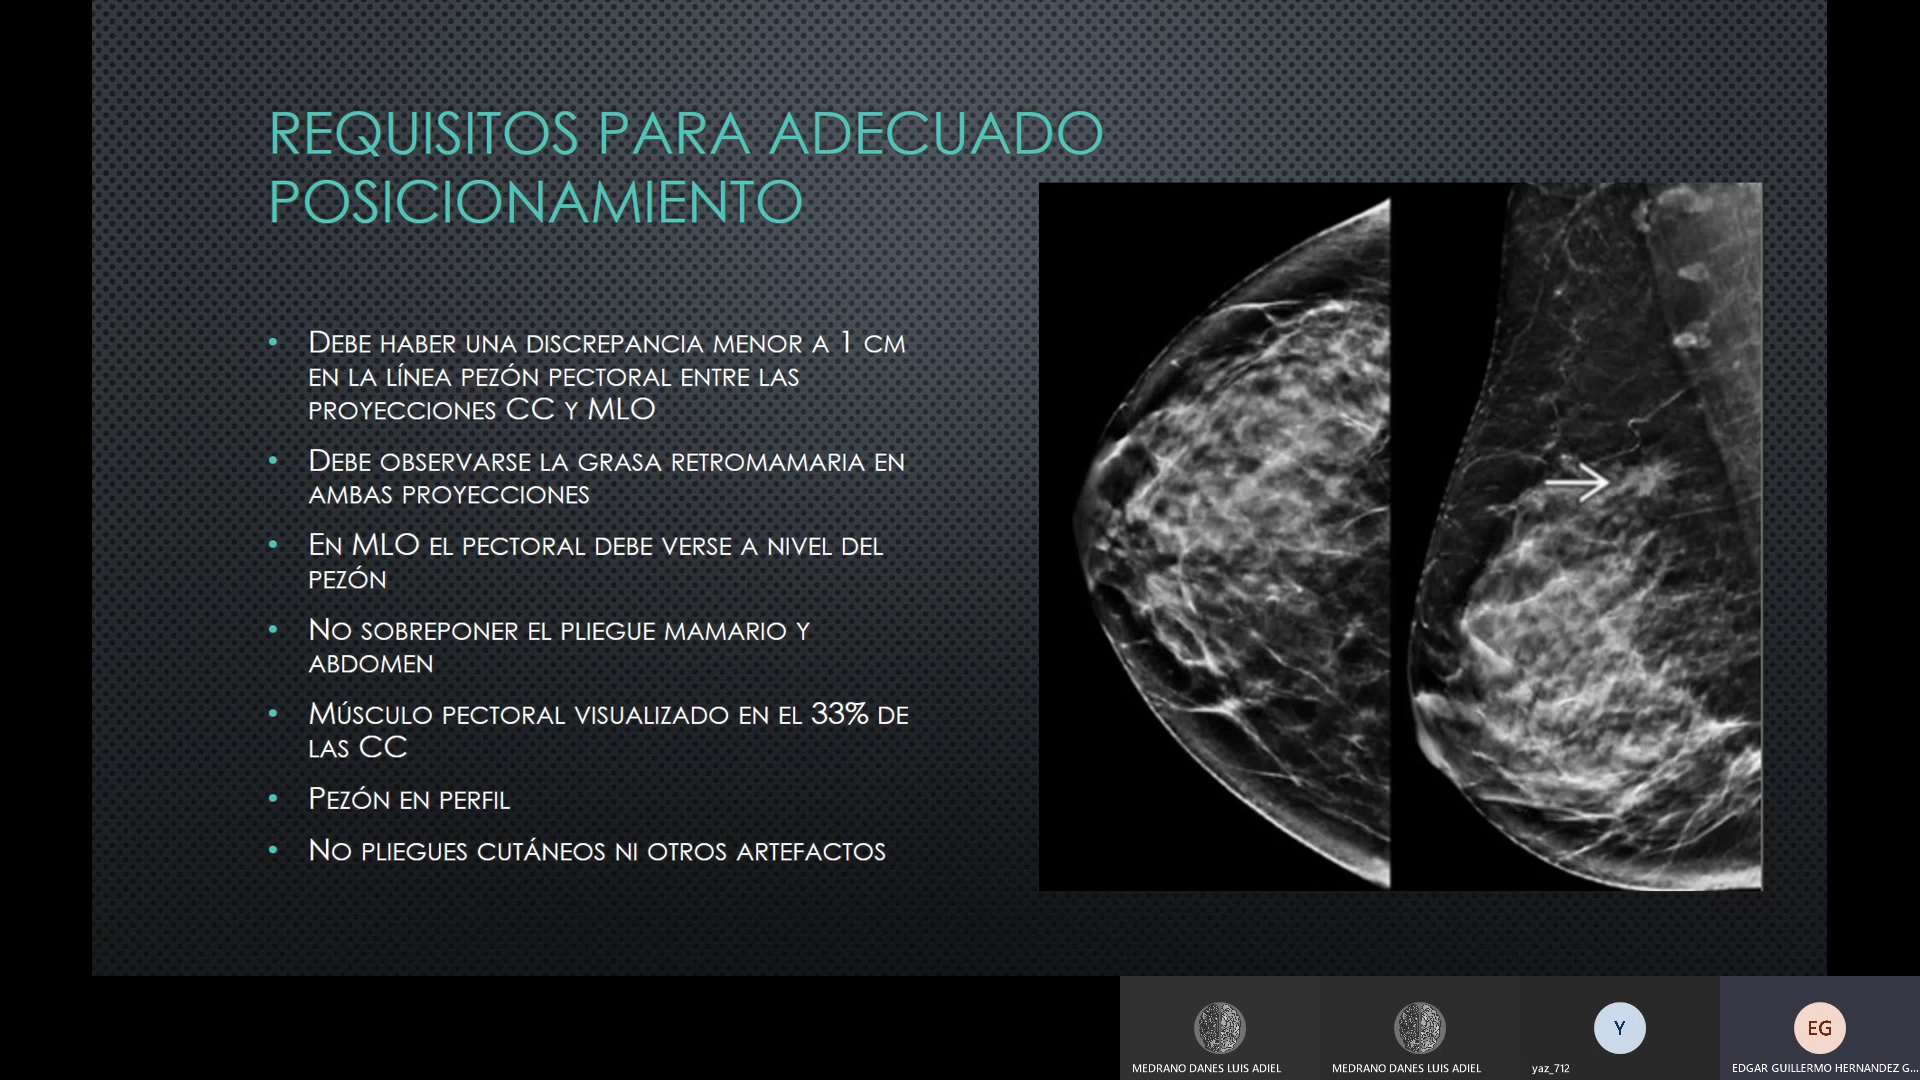 REQUISITOS PARA ADECUADO
POSICIONAMIENTO
• DEBE HABER UNA DISCREPANCIA MENOR A 1 CM
EN LA LÍNEA PEZÓN PECTORAL ENTRE LAS
PROYECCIONES CC Y MLO
• DEBE OBSERVARSE LA GRASA RETROMAMARIA EN
AMBAS PROYECCIONES
• EN MLO EL PECTORAL DEBE VERSE A NIVEL DEL
PEZÓN
• NO SOBREPONER EL PLIEGUE MAMARIO Y
ABDOMEN
• MÚSCULO PECTORAL VISUALIZADO EN EL 33% DE
LAS CC
• PEZÓN EN PERFIL
• NO PLIEGUES CUTÁNEOS NI OTROS ARTEFACTOS
Y
EG
MEDRANO DANES LUIS ADIEL
MEDRANO DANES LUIS ADIEL
yaz_712
EDGAR GUILLERMO HERNANDEZ G...